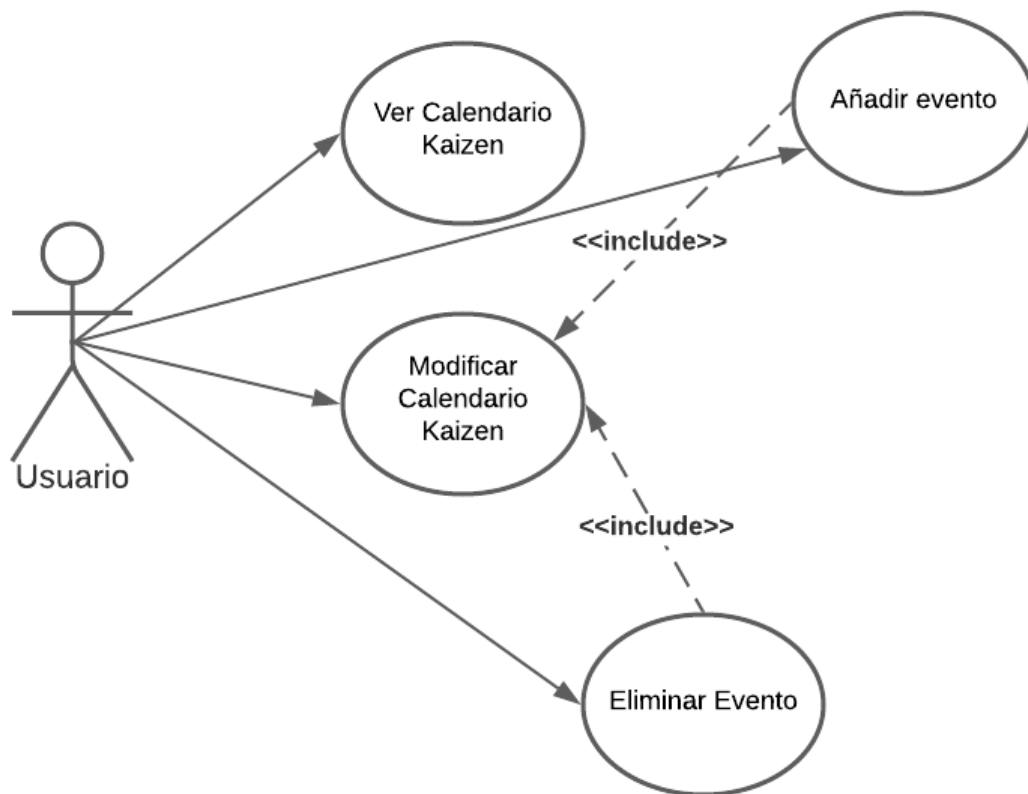 Ver Calendario
Kaizen
Añadir evento
<<include>>
Modificar
Calendario
Kaizen
Usuario
<<include>>
Eliminar Evento